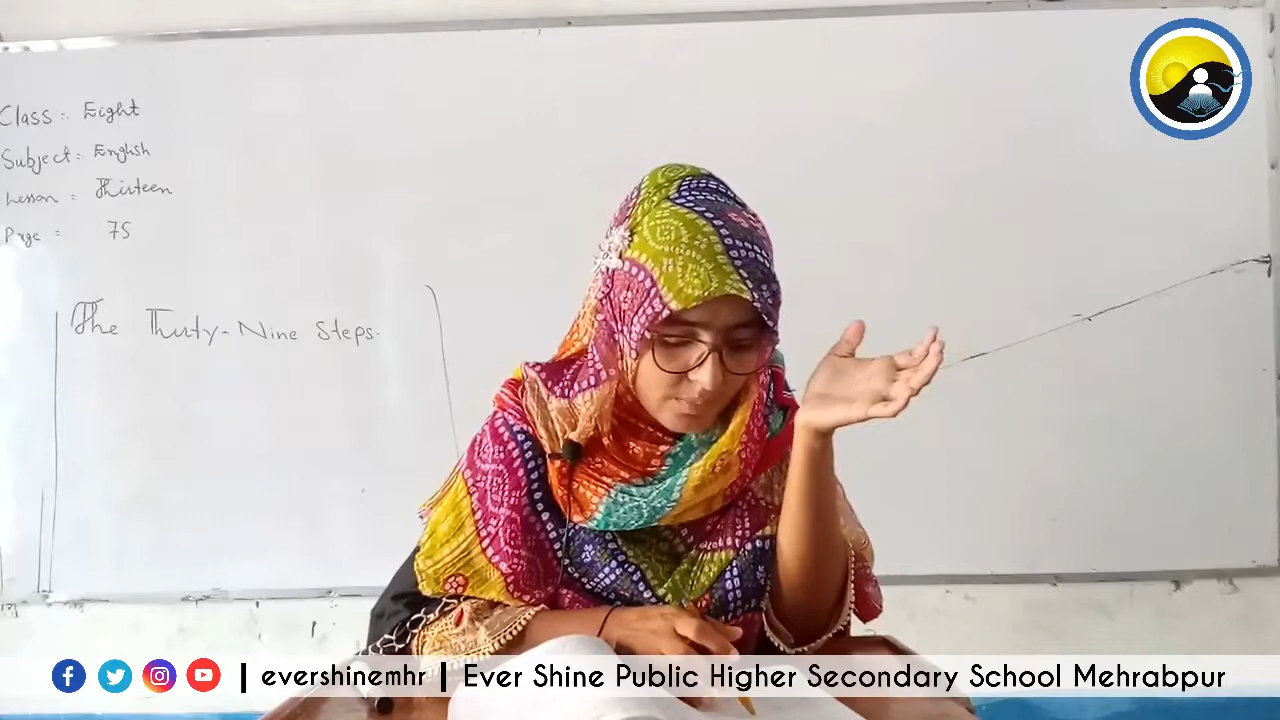 Class :- Eight
Subject :- English
Lesson : Thirteen
Page : 75
The Thirty-Nine Steps.
| evershinemhr | Ever Shine Public Higher Secondary School Mehrabpur